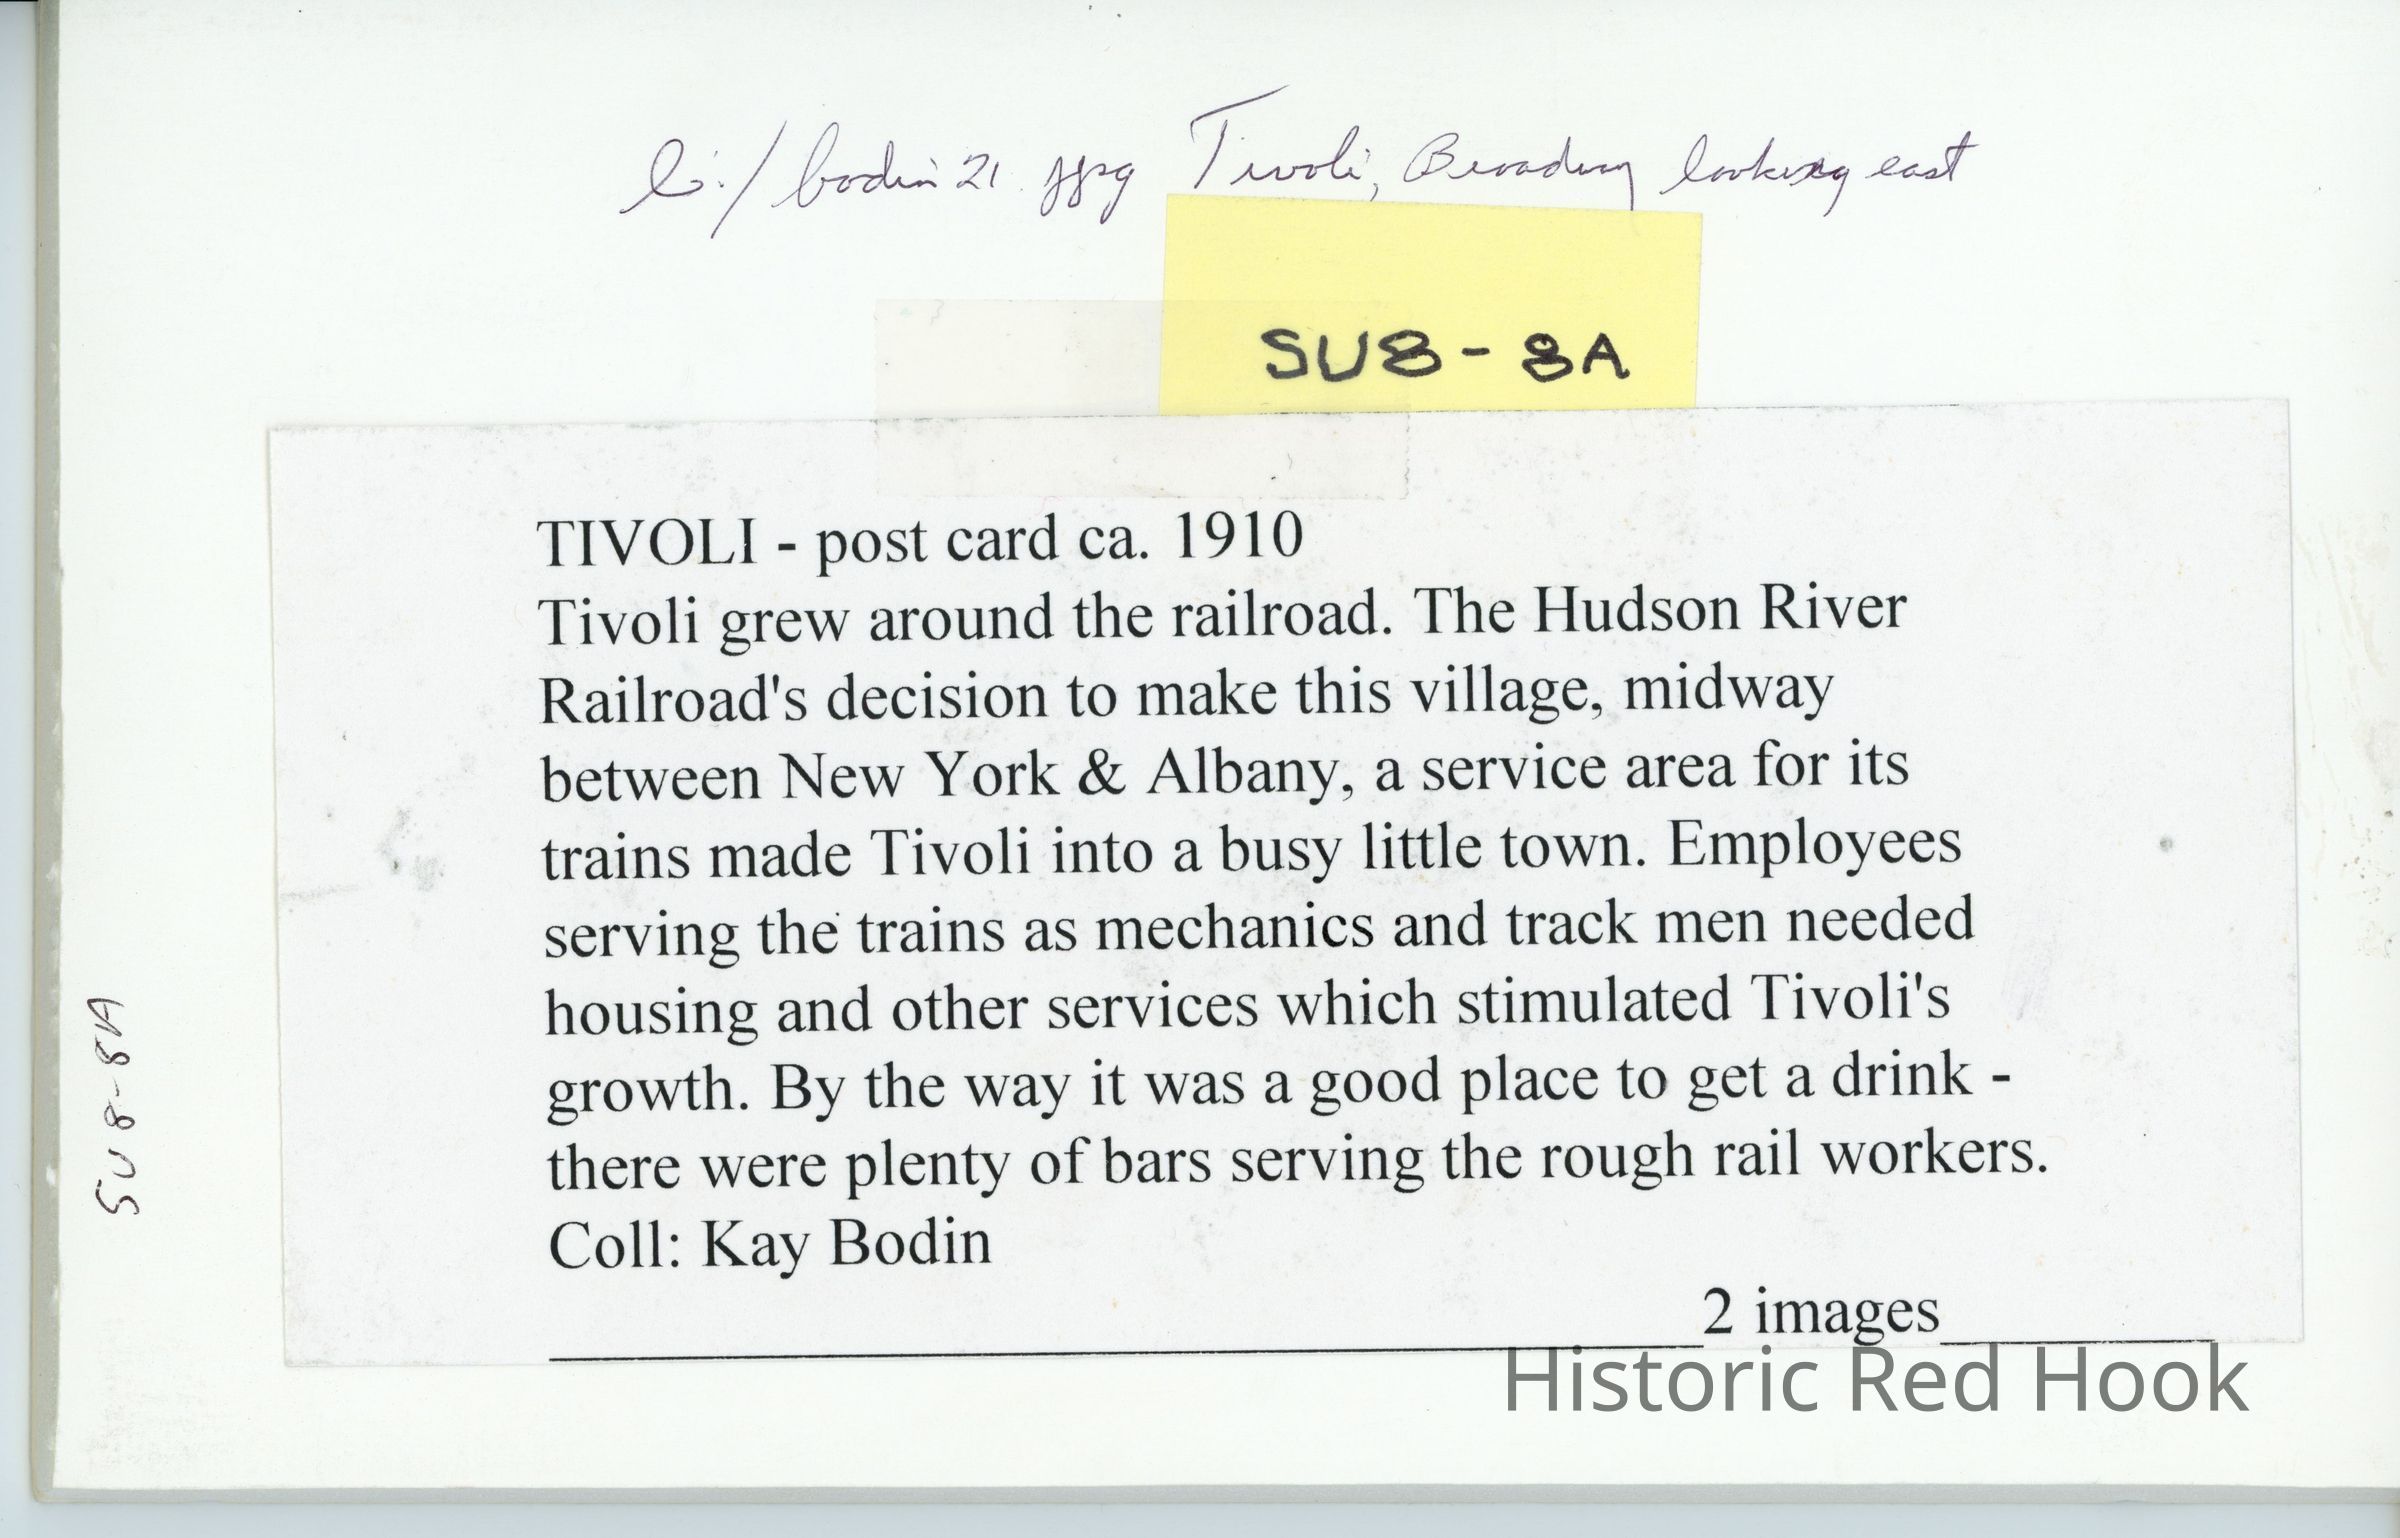 bodin 21.jpg Tivoli, Broadway looking east
SU8-8A
TIVOLI - post card ca. 1910
Tivoli grew around the railroad. The Hudson River
Railroad's decision to make this village, midway
between New York & Albany, a service area for its
trains made Tivoli into a busy little town. Employees
serving the trains as mechanics and track men needed
housing and other services which stimulated Tivoli's
growth. By the way it was a good place to get a drink -
there were plenty of bars serving the rough rail workers.
Coll: Kay Bodin
2 images
SU8-8A
Historic Red Hook